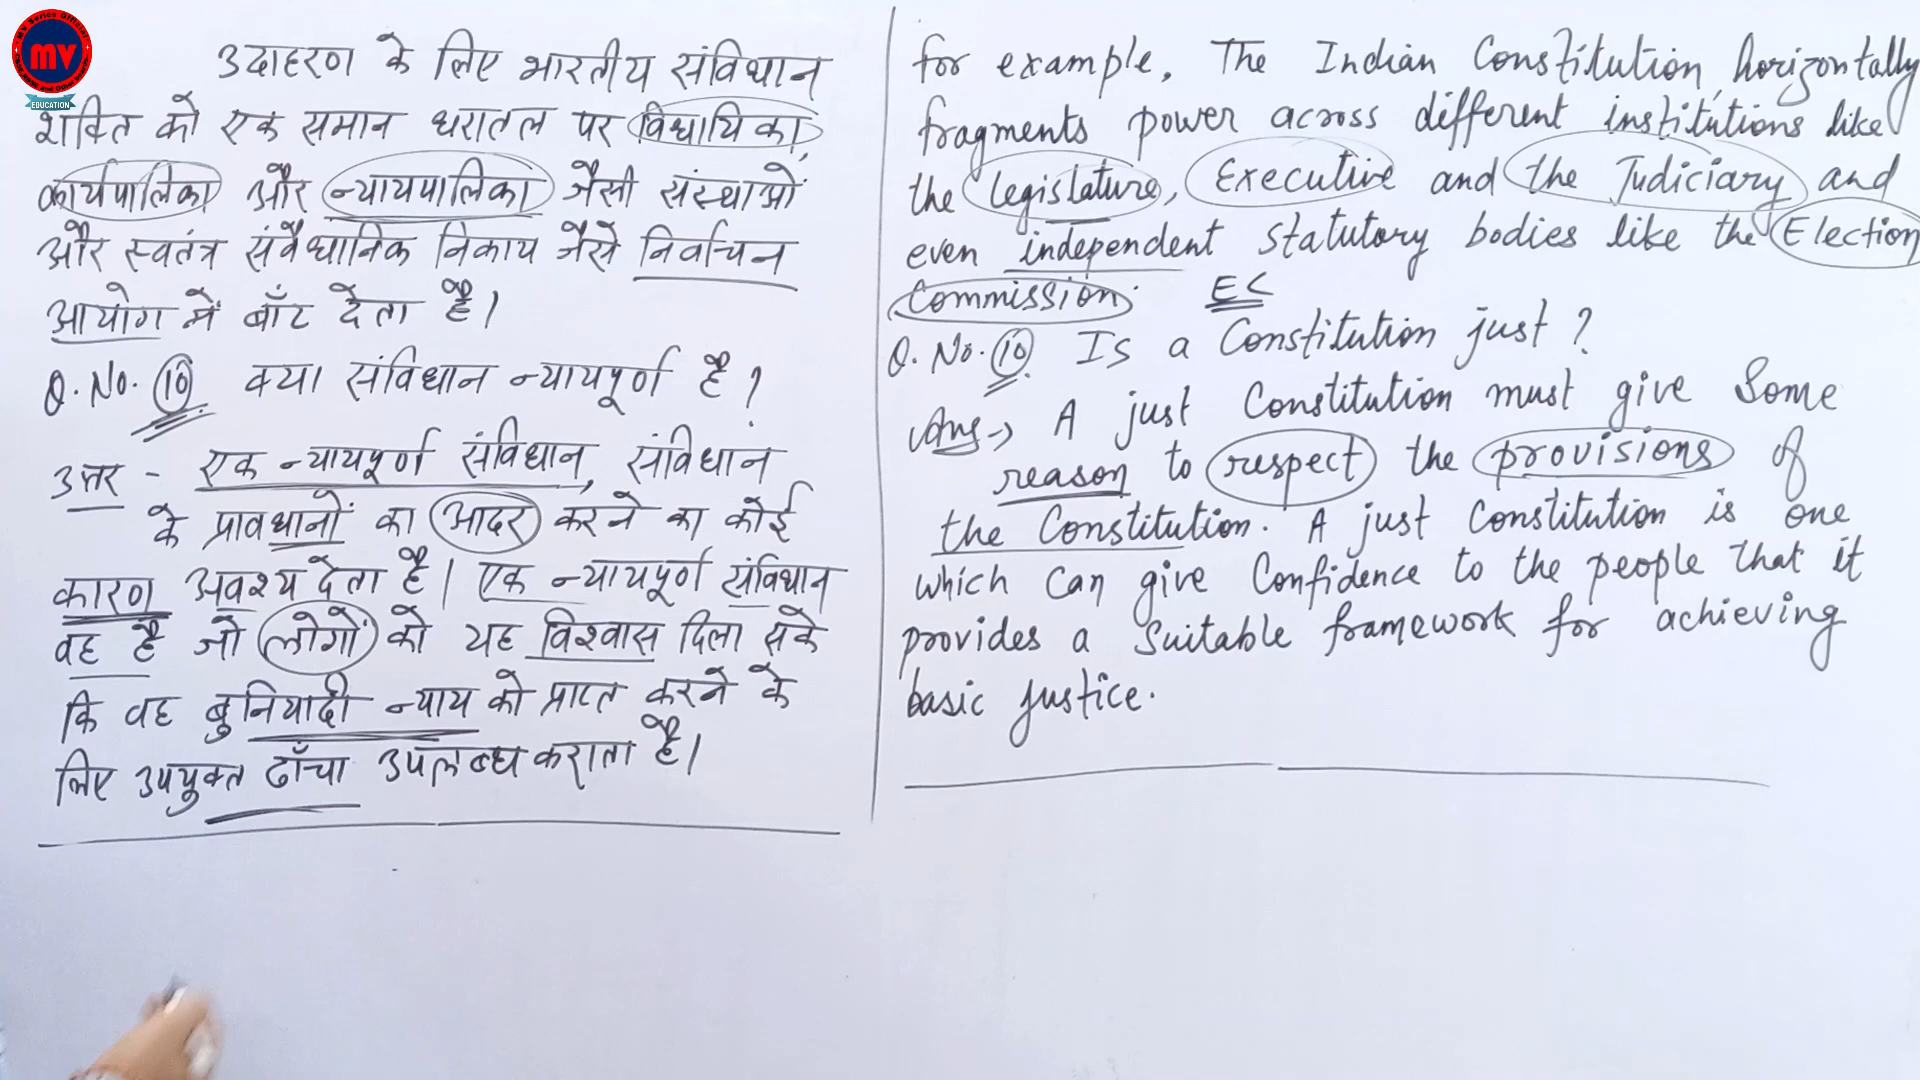 MV Series Official
mv
EDUCATION
उदाहरण के लिए भारतीय संविधान
शक्ति को एक समान धरातल पर विधायिका,
कार्यपालिका और न्यायपालिका जैसी संस्थाओं
और स्वतंत्र संवैधानिक निकाय जैसे निर्वाचन
आयोग में बाँट देता है।
Q. No. 10 क्या संविधान न्यायपूर्ण है?
उत्तर - एक न्यायपूर्ण संविधान, संविधान
के प्रावधानों का आदर करने का कोई
कारण अवश्य देता है। एक न्यायपूर्ण संविधान
वह है जो लोगों को यह विश्वास दिला सके
कि वह बुनियादी न्याय को प्राप्त करने के
लिए उपयुक्त ढाँचा उपलब्ध कराता है।
for example, The Indian Constitution, horizontally
fragments power across different institutions like
the legislature, Executive and the Judiciary and
even independent statutory bodies like the Election
Commission. EC
Q. No. 10 Is a Constitution just?
Ans → A just Constitution must give Some
reason to respect the provisions of
the Constitution. A just Constitution is one
which can give Confidence to the people that it
provides a Suitable framework for achieving
basic justice.